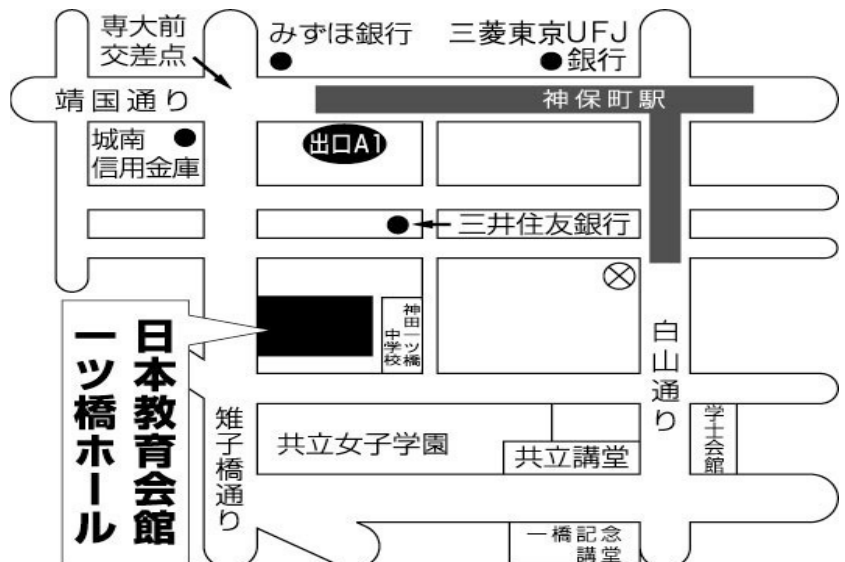 専大前
交差点
みずほ銀行
三菱東京UFJ
銀行
靖国通り
神保町駅
城南
信用金庫
出口A1
三井住友銀行
神田一ツ橋
中学校
日本教育会館
一ツ橋ホール
白山通り
雉子橋通り
共立女子学園
共立講堂
学士会館
一橋記念
講堂